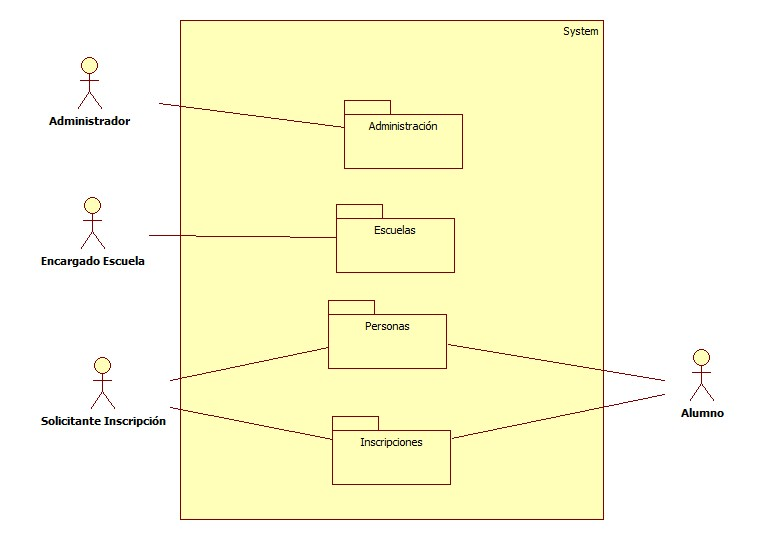 System
Administrador
Administración
Escuelas
Encargado Escuela
Personas
Solicitante Inscripción
Alumno
Inscripciones